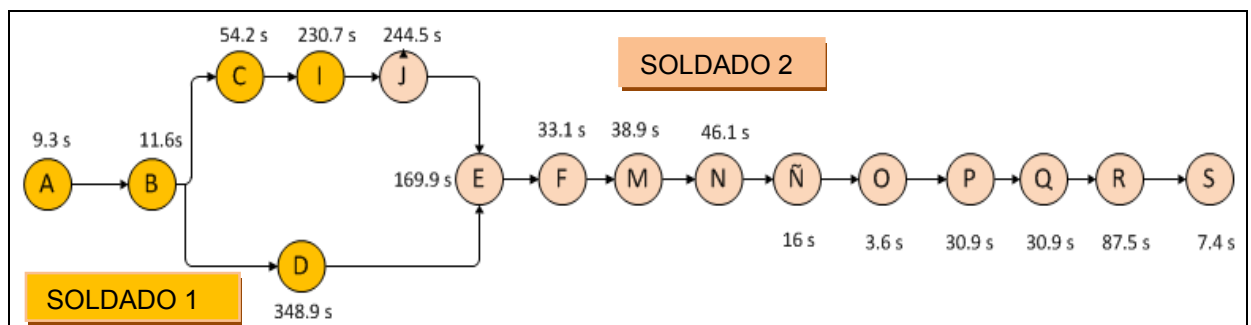 54.2 s 230.7 s 244.5 s
C I J
SOLDADO 2
9.3 s 11.6s
A B
33.1 s 38.9 s 46.1 s
169.9 s E F M N Ñ O P Q R S
16 s 3.6 s 30.9 s 30.9 s 87.5 s 7.4 s
D
348.9 s
SOLDADO 1